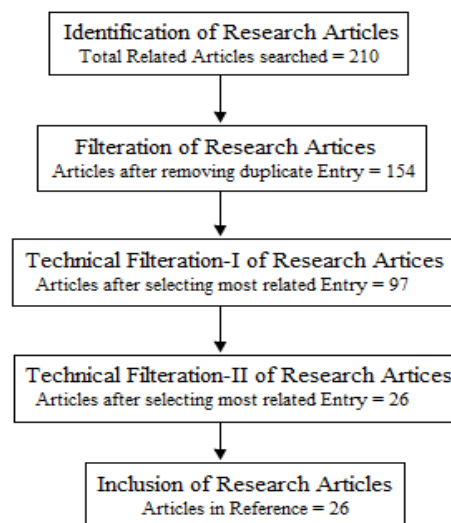 Identification of Research Articles
Total Related Articles searched = 210
Filteration of Research Artices
Articles after removing duplicate Entry = 154
Technical Filteration-I of Research Artices
Articles after selecting most related Entry = 97
Technical Filteration-II of Research Artices
Articles after selecting most related Entry = 26
Inclusion of Research Articles
Articles in Reference = 26